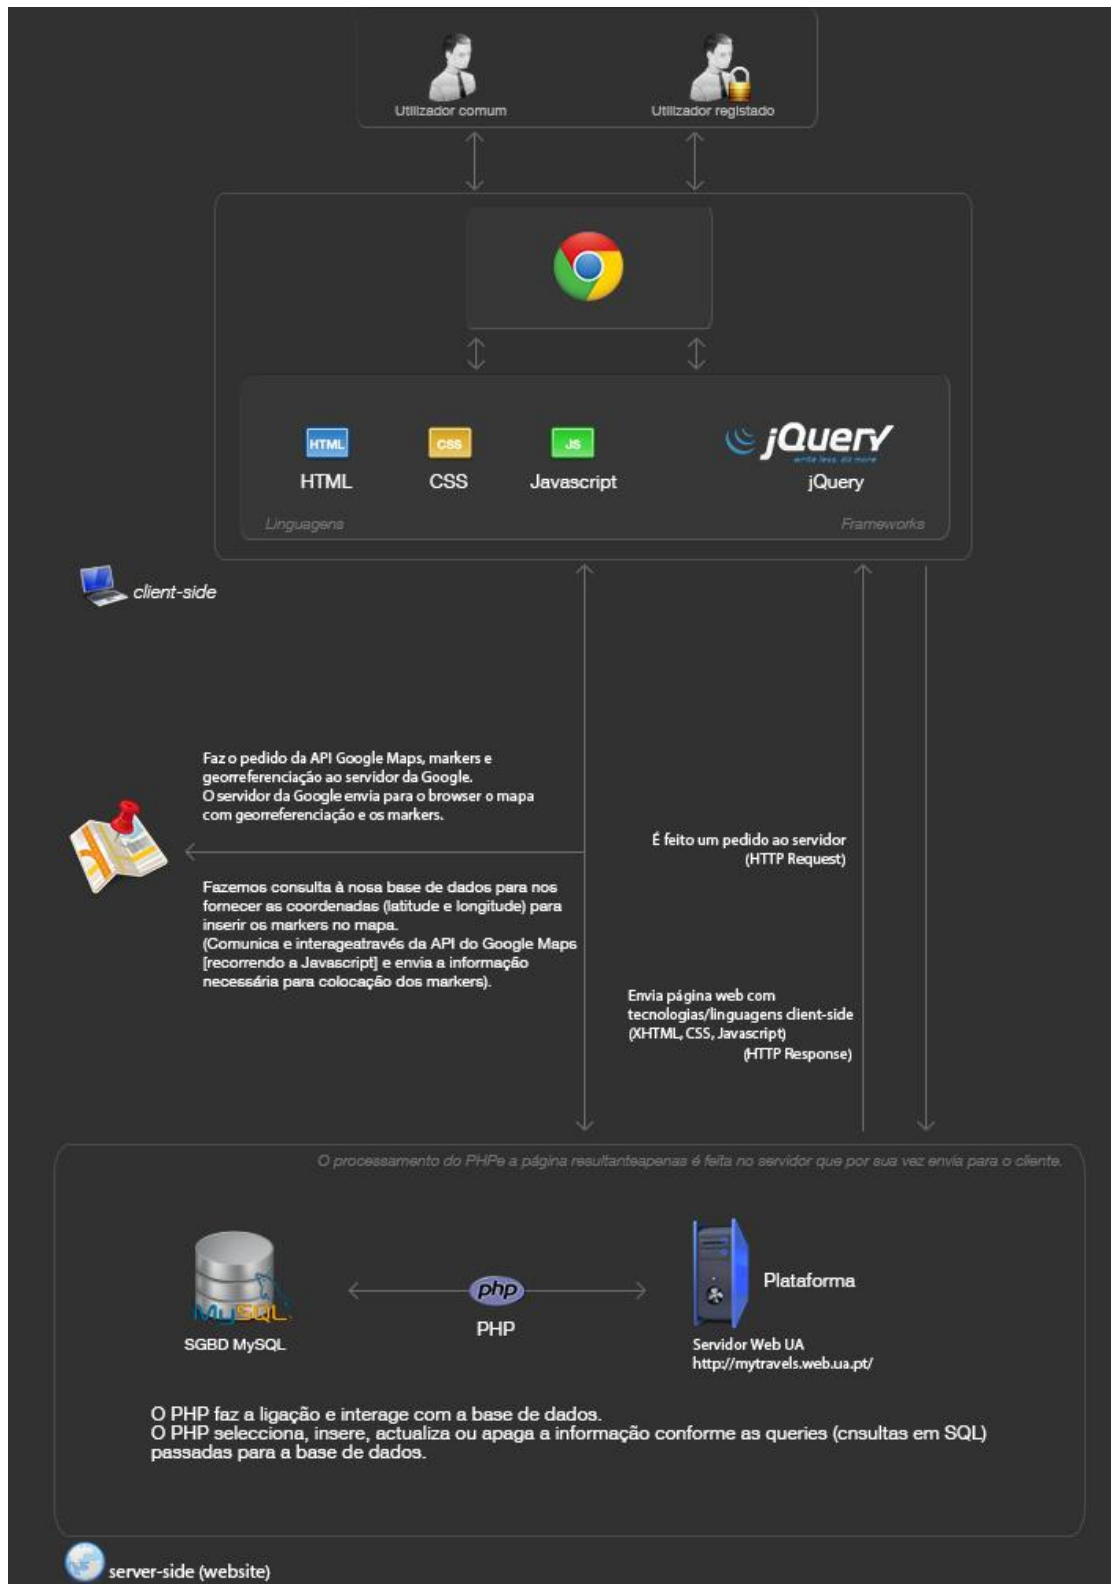 Utilizador comum
Utilizador registado
HTML
CSS
JS
jQuery
write less, do more
HTML
CSS
Javascript
jQuery
Linguagens
Frameworks
client-side
Faz o pedido da API Google Maps, markers e
georreferenciação ao servidor da Google.
O servidor da Google envia para o browser o mapa
com georreferenciação e os markers.
É feito um pedido ao servidor
(HTTP Request)
Fazemos consulta à nosa base de dados para nos
fornecer as coordenadas (latitude e longitude) para
inserir os markers no mapa.
(Comunica e interageatravés da API do Google Maps
[recorrendo a Javascript] e envia a informação
necessária para colocação dos markers).
Envia página web com
tecnologias/linguagens client-side
(XHTML, CSS, Javascript)
(HTTP Response)
O processamento do PHPe a página resultanteapenas é feita no servidor que por sua vez envia para o cliente.
MySQL
php
Plataforma
PHP
SGBD MySQL
Servidor Web UA
http://mytravels.web.ua.pt/
O PHP faz a ligação e interage com a base de dados.
O PHP selecciona, insere, actualiza ou apaga a informação conforme as queries (cnsultas em SQL)
passadas para a base de dados.
server-side (website)